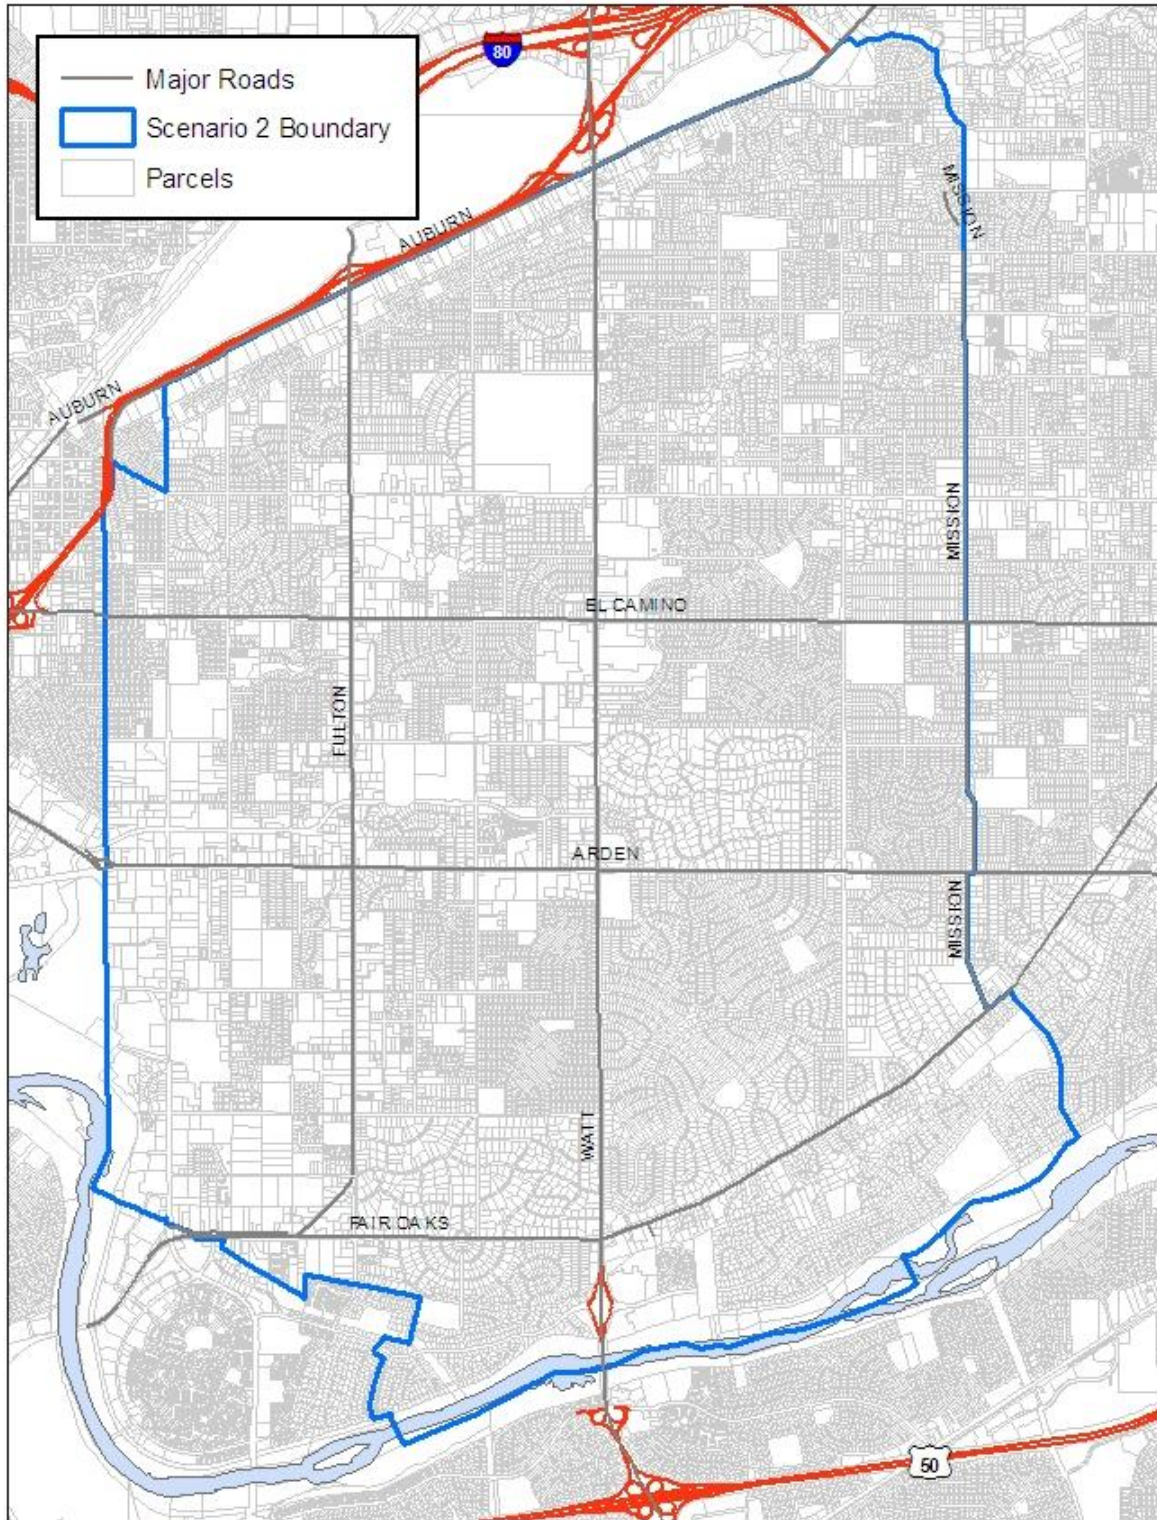 80
Major Roads
Scenario 2 Boundary
Parcels
MISSION
AUBURN
AUBURN
MISSION
EL CAMINO
FULTON
ARDEN
MISSION
WATT
FAIR OAKS
50